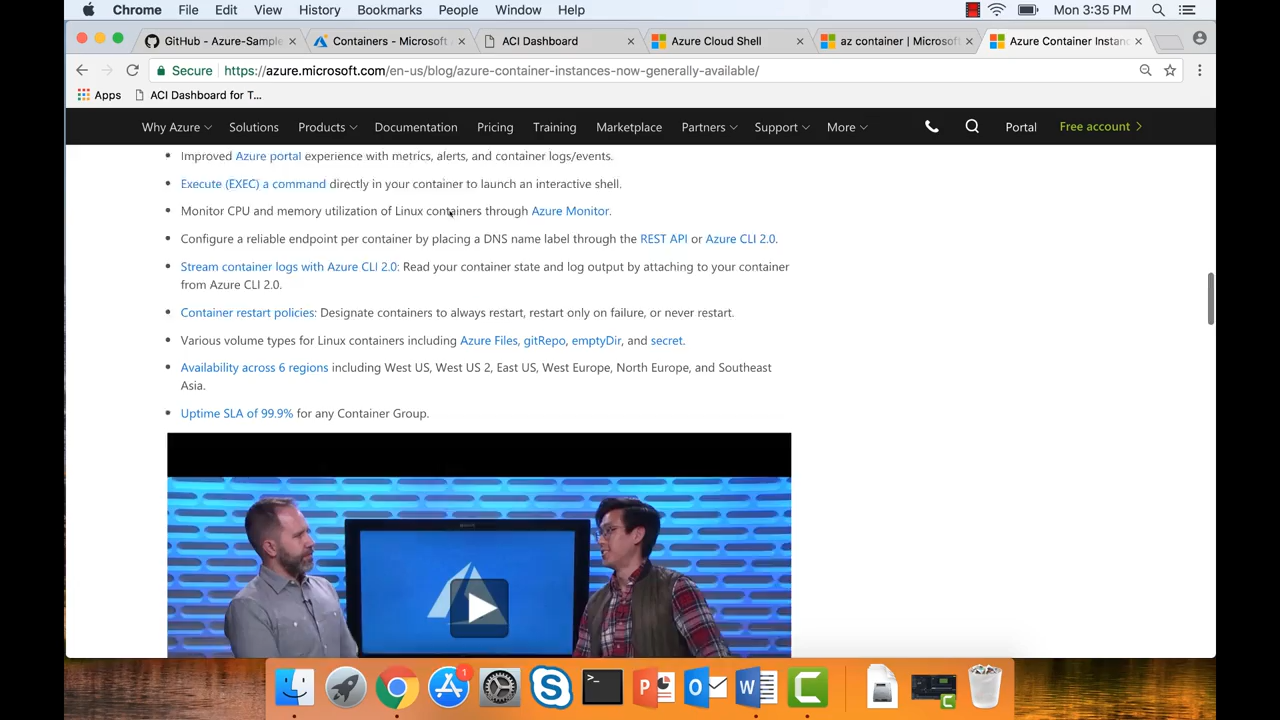 Chrome File Edit View History Bookmarks People Window Help Mon 3:35 PM
GitHub - Azure-Sample Containers - Microsoft ACI Dashboard Azure Cloud Shell az container | Microsoft Azure Container Instanc
Secure https://azure.microsoft.com/en-us/blog/azure-container-instances-now-generally-available/
Apps ACI Dashboard for T...
Why Azure Solutions Products Documentation Pricing Training Marketplace Partners Support More Portal Free account
Improved Azure portal experience with metrics, alerts, and container logs/events.
Execute (EXEC) a command directly in your container to launch an interactive shell.
Monitor CPU and memory utilization of Linux containers through Azure Monitor.
Configure a reliable endpoint per container by placing a DNS name label through the REST API or Azure CLI 2.0.
Stream container logs with Azure CLI 2.0: Read your container state and log output by attaching to your container
from Azure CLI 2.0.
Container restart policies: Designate containers to always restart, restart only on failure, or never restart.
Various volume types for Linux containers including Azure Files, gitRepo, emptyDir, and secret.
Availability across 6 regions including West US, West US 2, East US, West Europe, North Europe, and Southeast
Asia.
Uptime SLA of 99.9% for any Container Group.